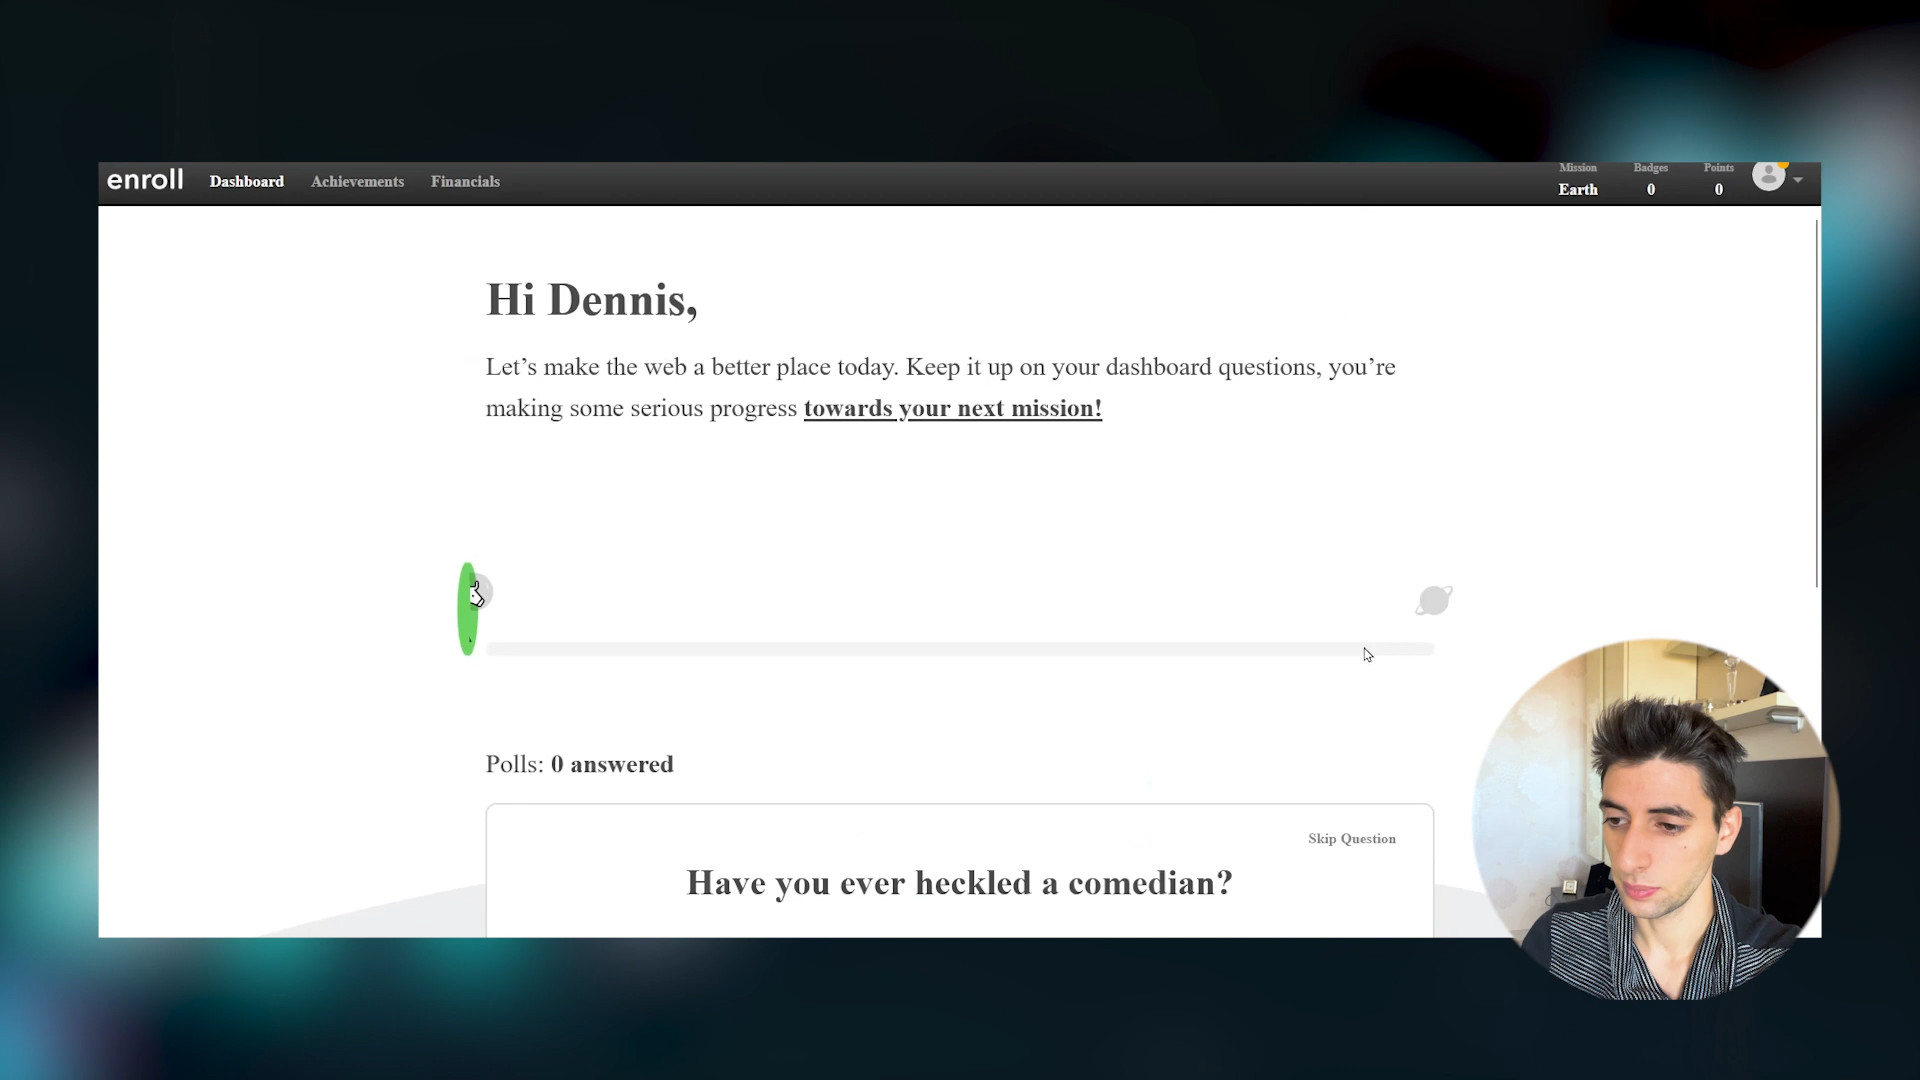 enroll Dashboard Achievements Financials
Mission Badges Points
Earth 0 0
Hi Dennis,
Let’s make the web a better place today. Keep it up on your dashboard questions, you’re
making some serious progress towards your next mission!
Polls: 0 answered
Skip Question
Have you ever heckled a comedian?